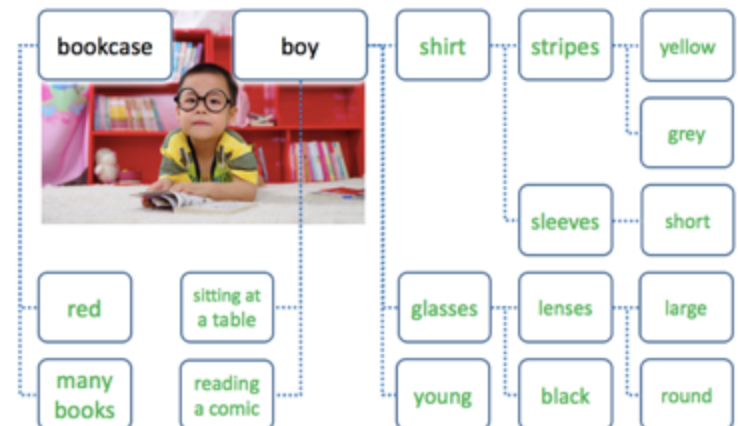 bookcase
boy
shirt
stripes
yellow
grey
sleeves
short
red
sitting at
a table
glasses
lenses
large
many
books
reading
a comic
young
black
round